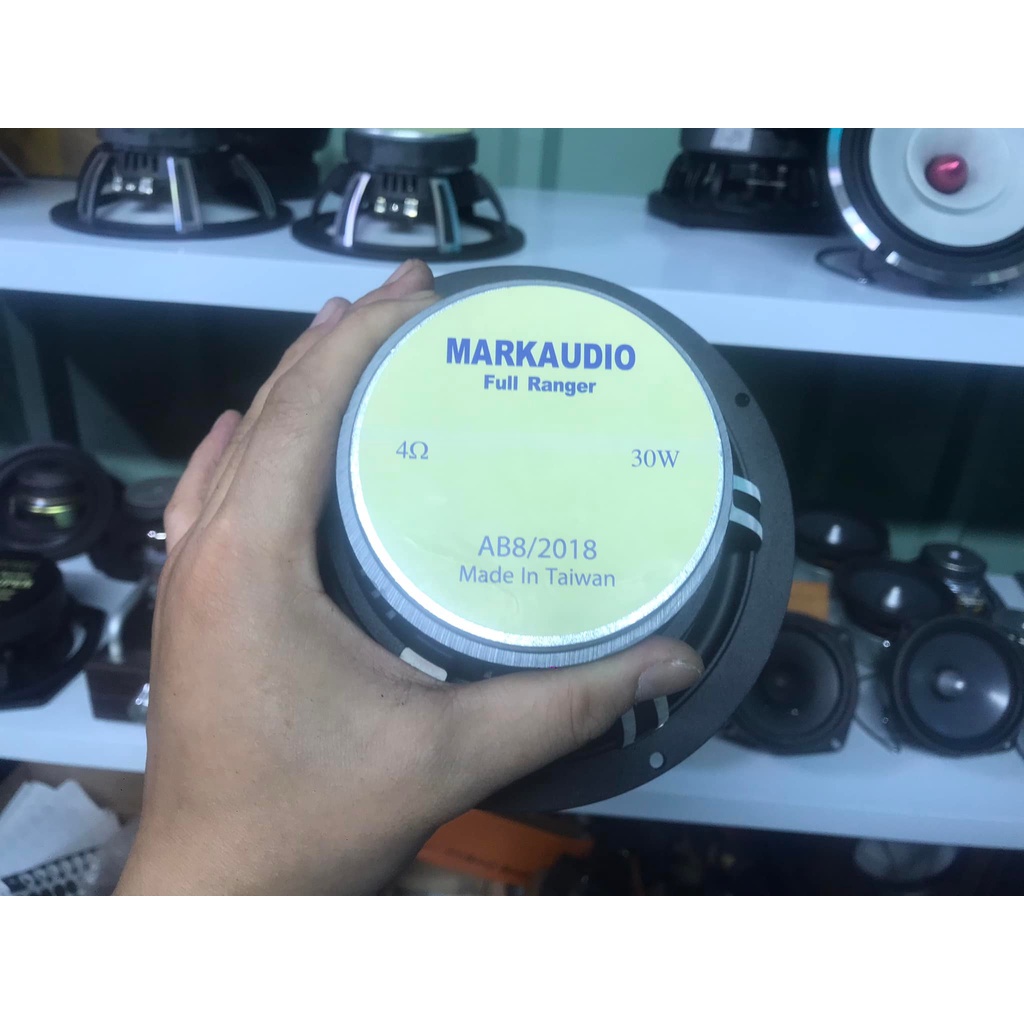 MARKAUDIO
Full Ranger
4Ω 30W
AB8/2018
Made In Taiwan